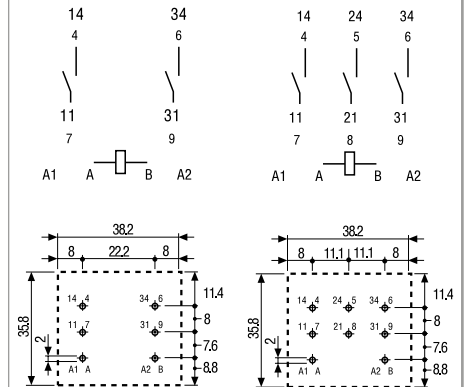 14 34 14 24 34
4 6 4 5 6
11 31 11 21 31
7 9 7 8 9
A1 A B A2 A1 A B A2
38.2 38.2
8 22.2 8 8 11.1 11.1 8
35.8 14 4 34 6 11.4 35.8 14 4 24 5 34 6 11.4
8 8
11 7 31 9 11 7 21 8 31 9
2 7.6 2 7.6
A1 A A2 B 8.8 A1 A A2 B 8.8